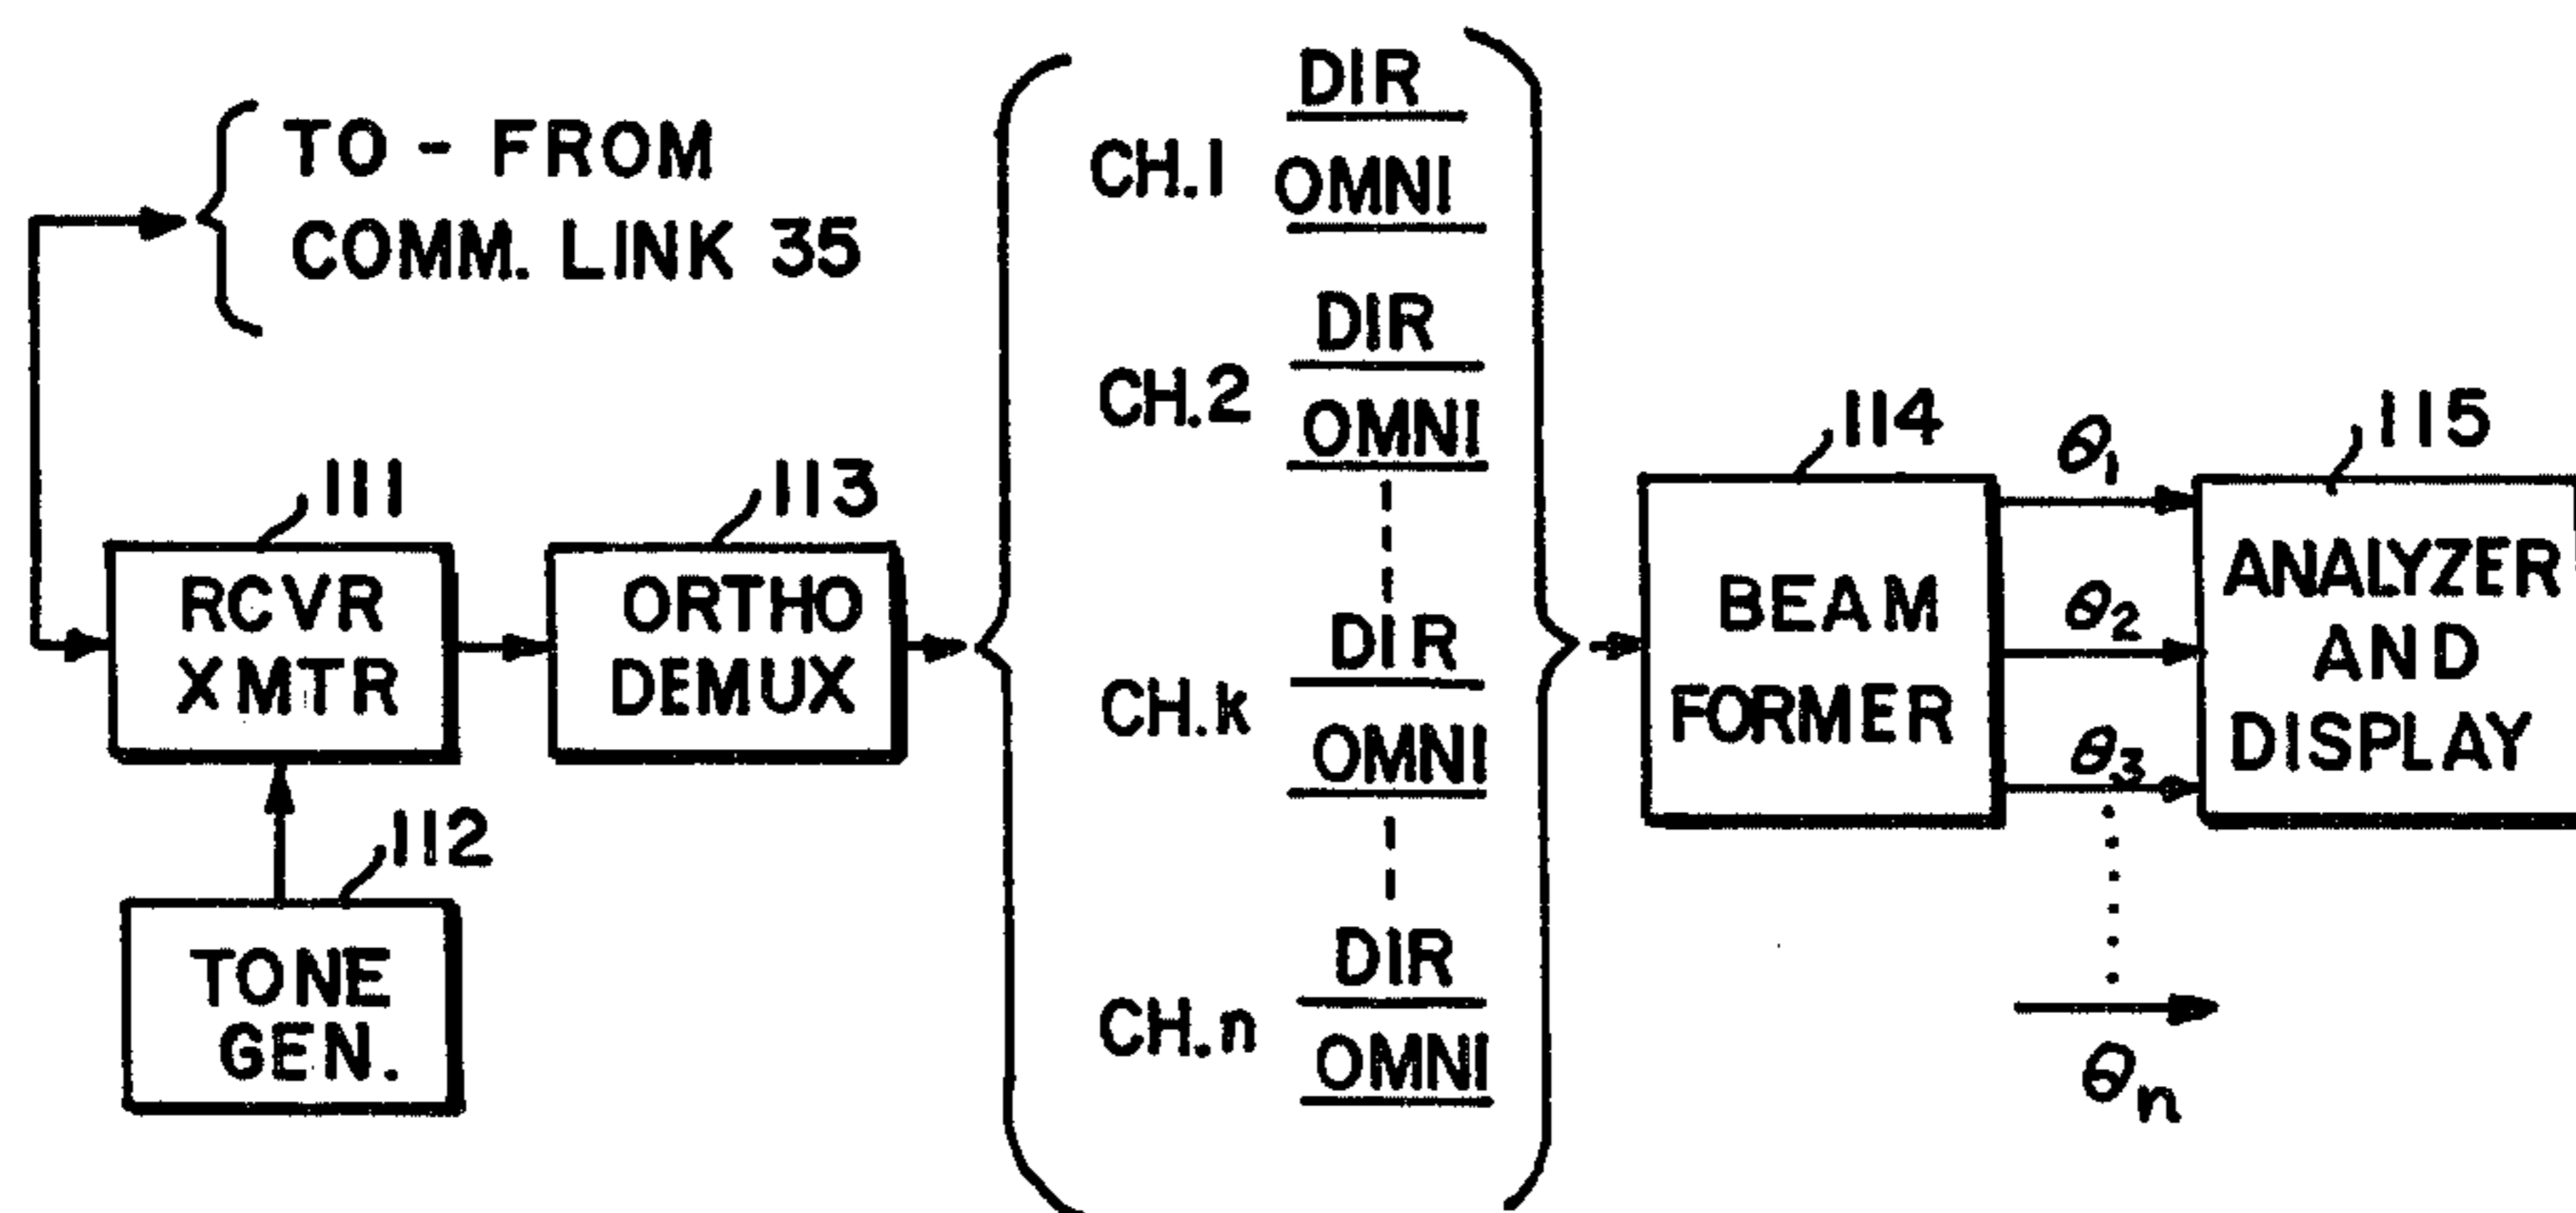 TO - FROM
COMM. LINK 35
111
RCVR
XMTR
112
TONE
GEN.
113
ORTHO
DEMUX
CH.1
DIR
OMNI
CH.2
DIR
OMNI
CH.k
DIR
OMNI
CH.n
DIR
OMNI
114
BEAM
FORMER
θ1
θ2
θ3
θn
115
ANALYZER
AND
DISPLAY